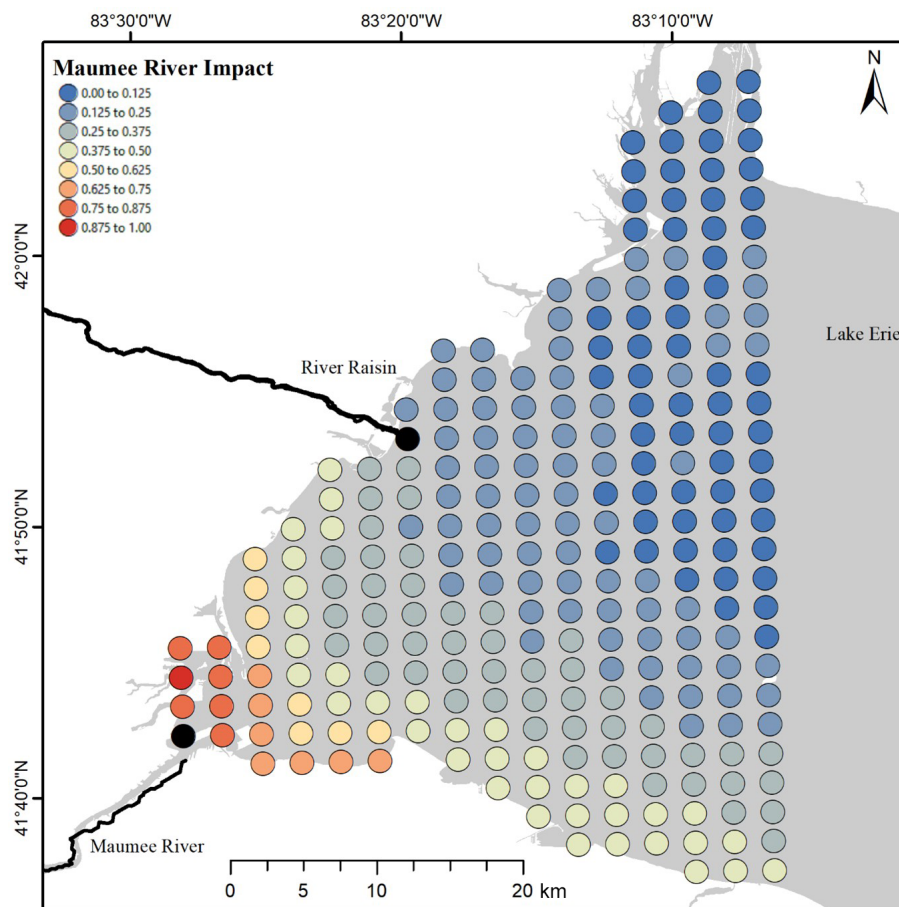 83°30'0"W 83°20'0"W 83°10'0"W
Maumee River Impact
0.00 to 0.125
0.125 to 0.25
0.25 to 0.375
0.375 to 0.50
0.50 to 0.625
0.625 to 0.75
0.75 to 0.875
0.875 to 1.00
N
42°0'0"N
Lake Erie
River Raisin
41°50'0"N
41°40'0"N
Maumee River
0 5 10 20 km